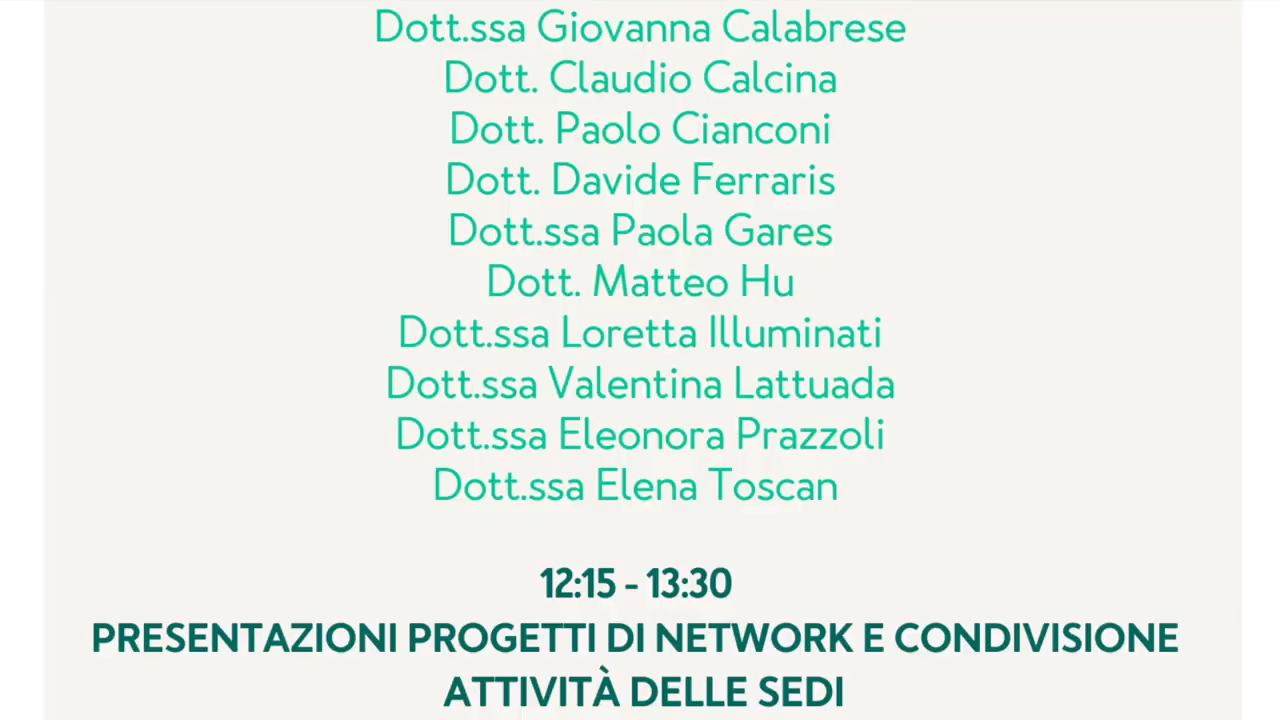 Dott.ssa Giovanna Calabrese
Dott. Claudio Calcina
Dott. Paolo Cianconi
Dott. Davide Ferraris
Dott.ssa Paola Gares
Dott. Matteo Hu
Dott.ssa Loretta Illuminati
Dott.ssa Valentina Lattuada
Dott.ssa Eleonora Prazzoli
Dott.ssa Elena Toscan
12:15 - 13:30
PRESENTAZIONI PROGETTI DI NETWORK E CONDIVISIONE
ATTIVITÀ DELLE SEDI